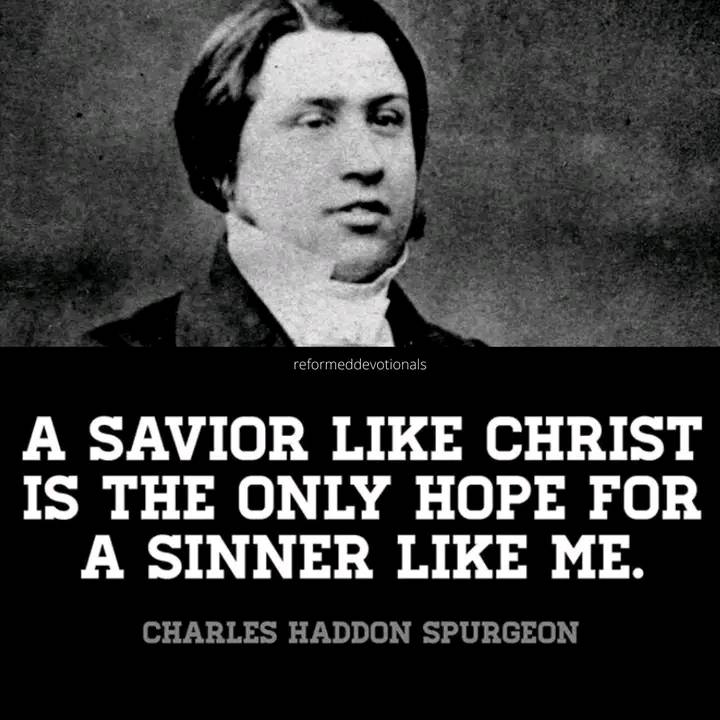 reformeddevotionals
A SAVIOR LIKE CHRIST
IS THE ONLY HOPE FOR
A SINNER LIKE ME.
CHARLES HADDON SPURGEON